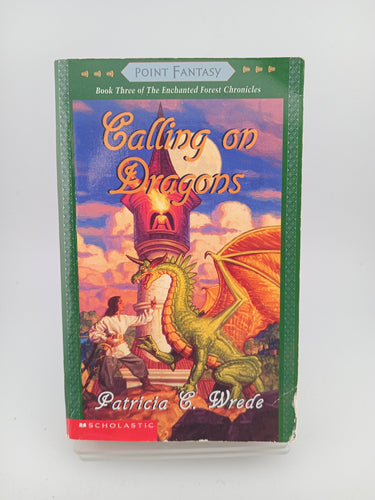 POINT FANTASY
Book Three of The Enchanted Forest Chronicles
Calling on
Dragons
Patricia C. Wrede
SCHOLASTIC